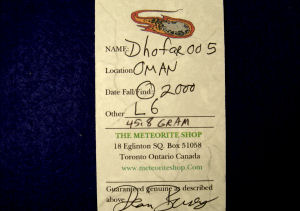 NAME: Dhofar 005
Location OMAN
Date Fall/Find: 2000
Other L6
45.8 GRAM
THE METEORITE SHOP
18 Eglinton SQ. Box 51058
Toronto Ontario Canada
www.meteoriteshop.com
Guaranteed genuine as described
above